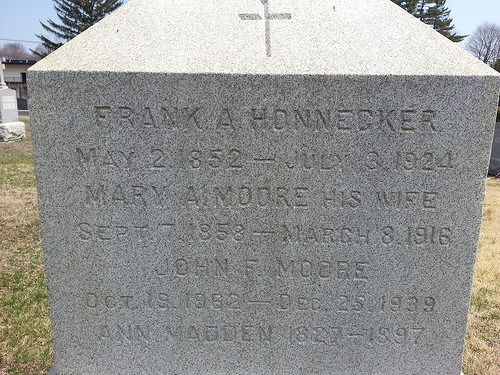 FRANK A HONNECKER
MAY 2, 1852 — JULY 3, 1924
MARY A. MOORE HIS WIFE
SEPT. 7, 1858 — MARCH 8, 1916
JOHN F. MOORE
OCT. 19, 1862 — DEC. 25, 1939
ANN MADDEN 1827–1897